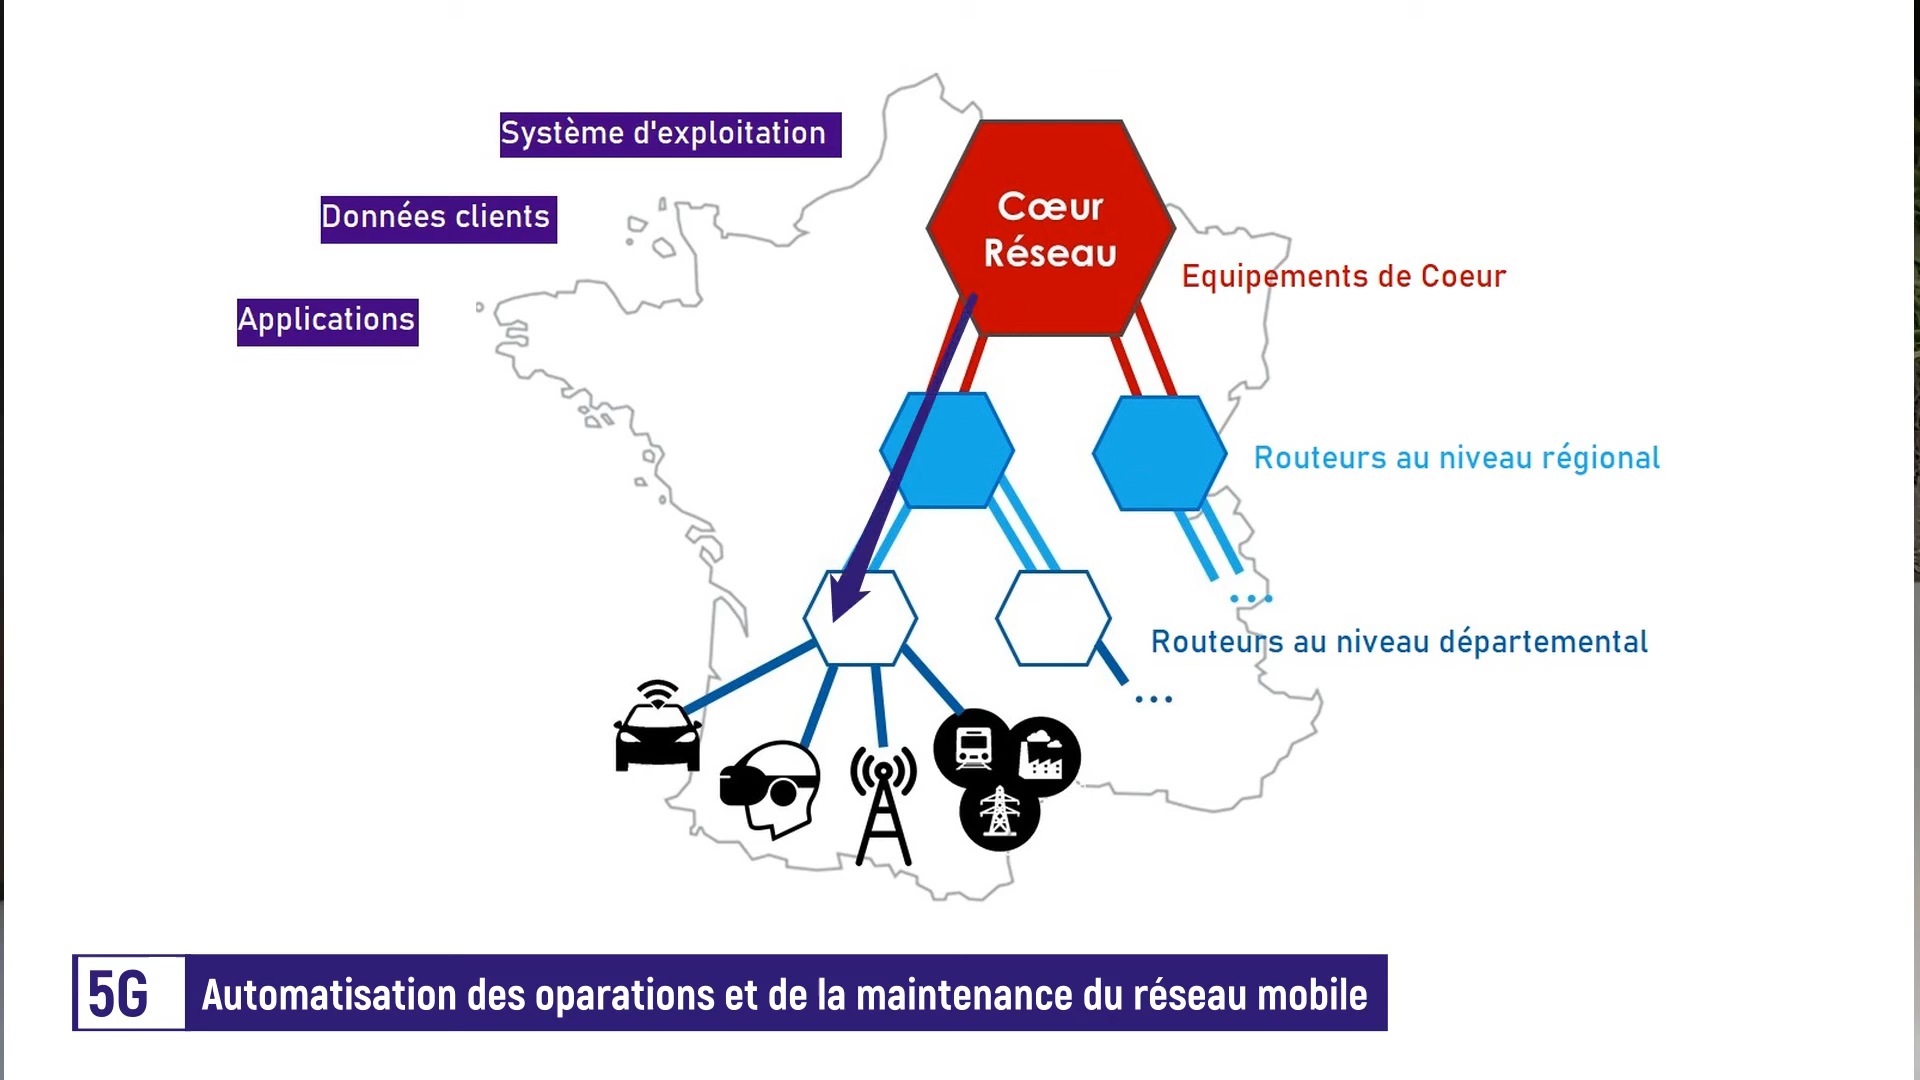 Système d'exploitation
Données clients
Applications
Cœur
Réseau
Equipements de Coeur
Routeurs au niveau régional
Routeurs au niveau départemental
5G
Automatisation des oparations et de la maintenance du réseau mobile